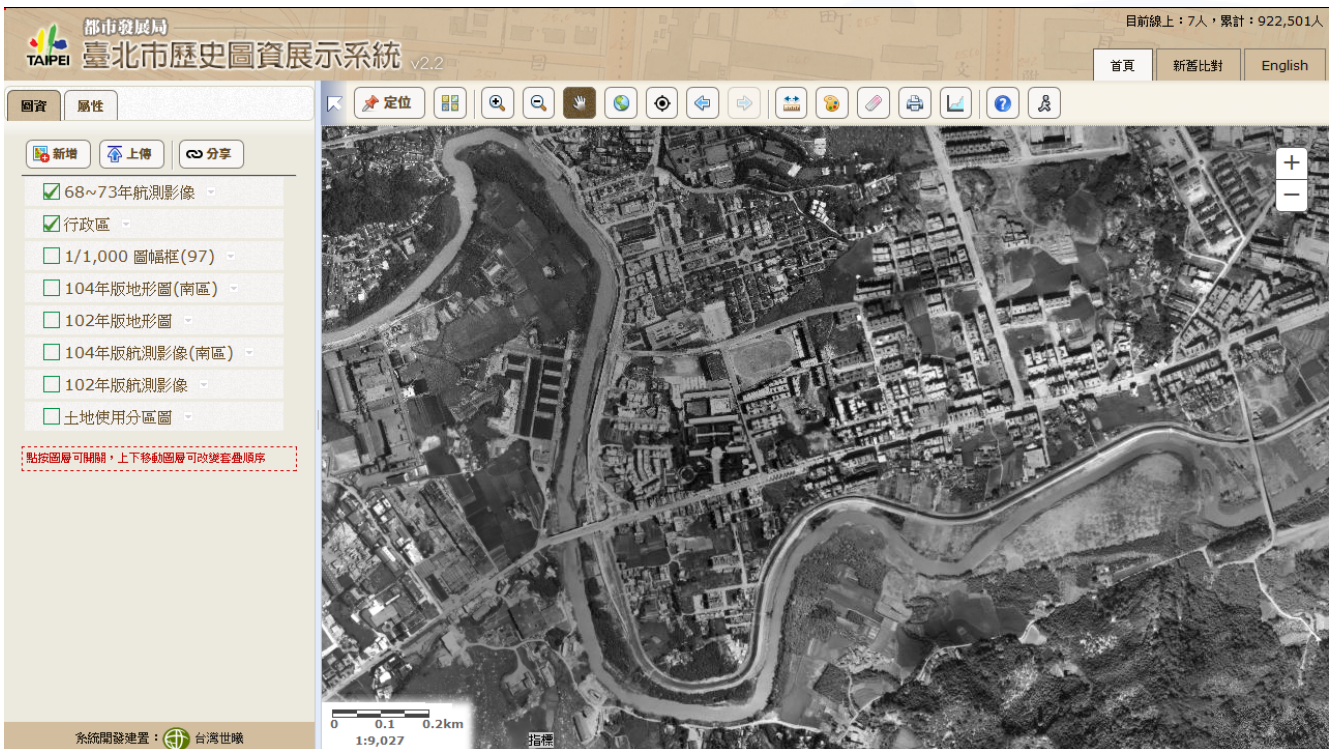 目前線上：7人，累計：922,501人
都市發展局
TAIPEI 臺北市歷史圖資展示系統 v2.2
首頁 新舊比對 English
圖資 屬性
定位
新增 上傳 分享
68~73年航測影像
行政區
1/1,000 圖幅框(97)
104年版地形圖(南區)
102年版地形圖
104年版航測影像(南區)
102年版航測影像
土地使用分區圖
點按圖層可開關，上下移動圖層可改變套疊順序
+
−
0 0.1 0.2km
1:9,027
指標
系統開發建置： 台灣世曦